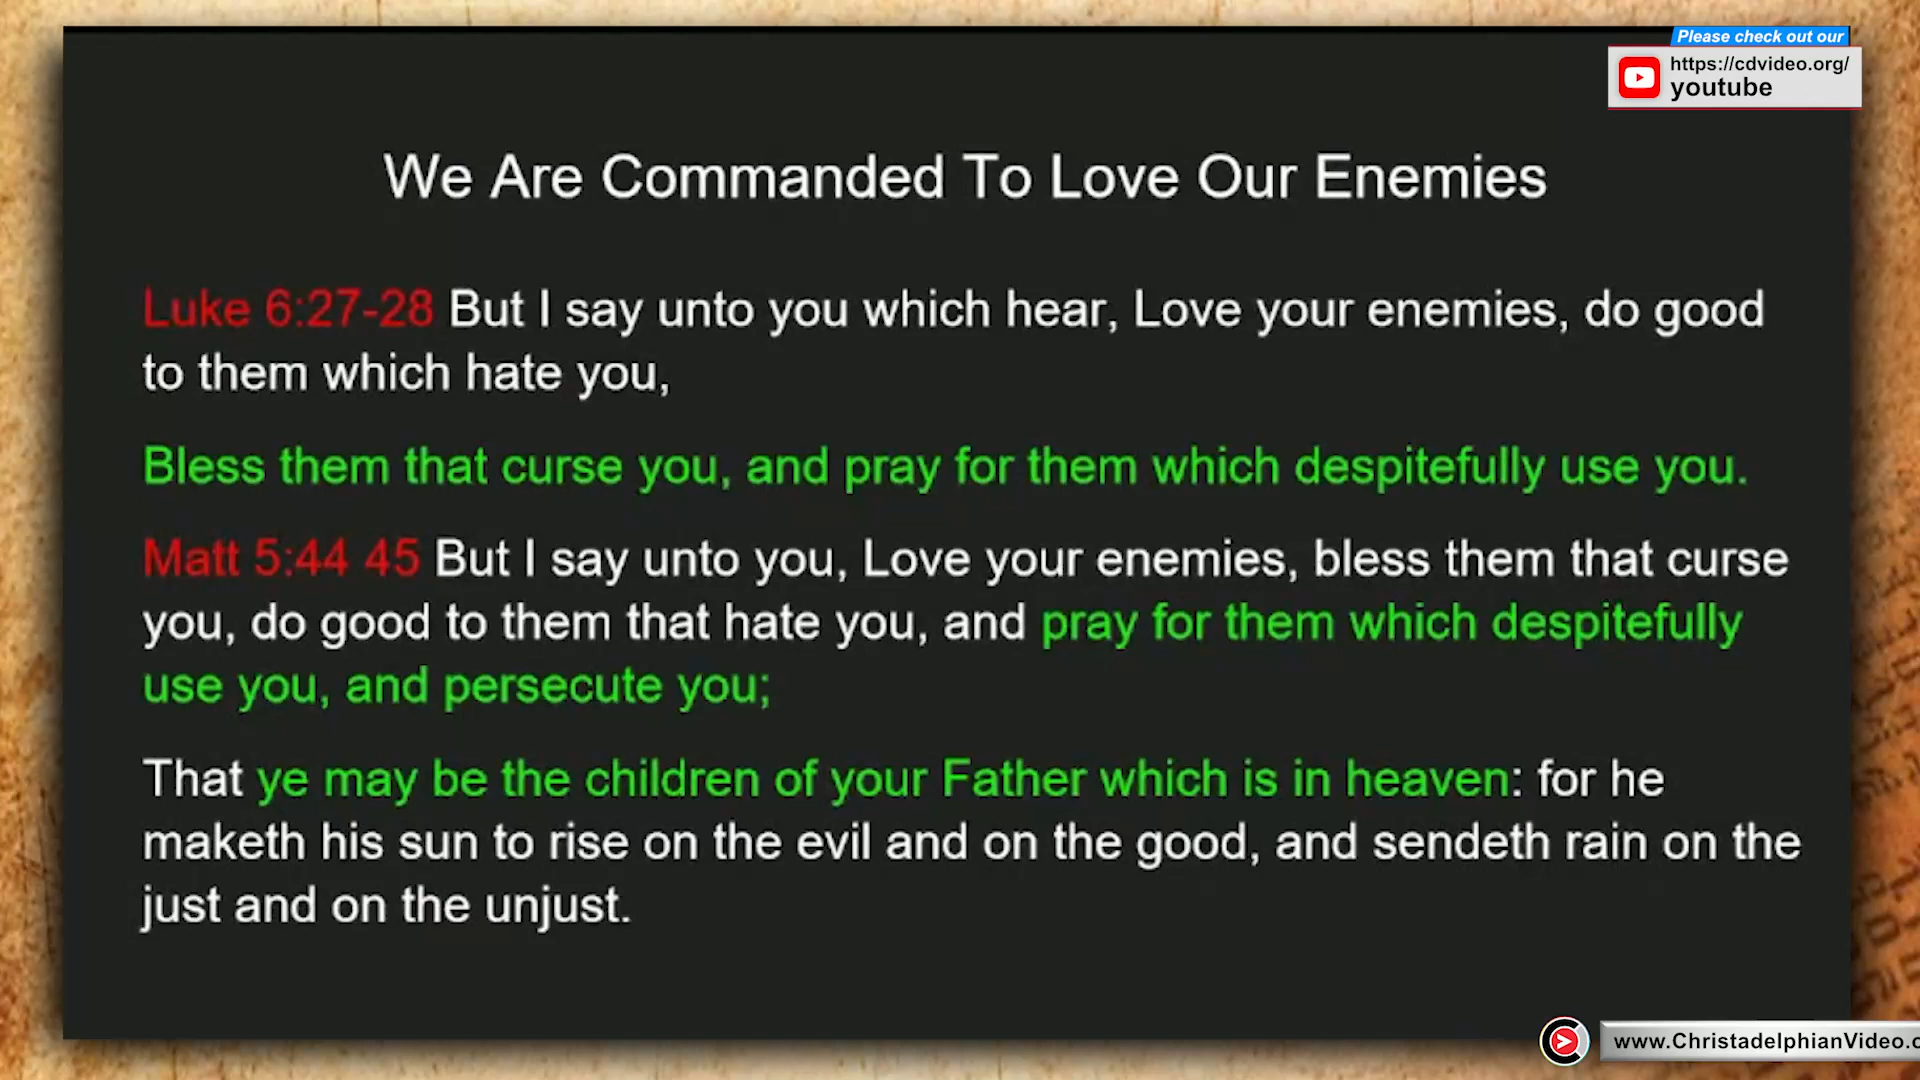 Please check out our
https://cdvideo.org/
youtube
We Are Commanded To Love Our Enemies
Luke 6:27-28 But I say unto you which hear, Love your enemies, do good
to them which hate you,
Bless them that curse you, and pray for them which despitefully use you.
Matt 5:44 45 But I say unto you, Love your enemies, bless them that curse
you, do good to them that hate you, and pray for them which despitefully
use you, and persecute you;
That ye may be the children of your Father which is in heaven: for he
maketh his sun to rise on the evil and on the good, and sendeth rain on the
just and on the unjust.
www.ChristadelphianVideo.